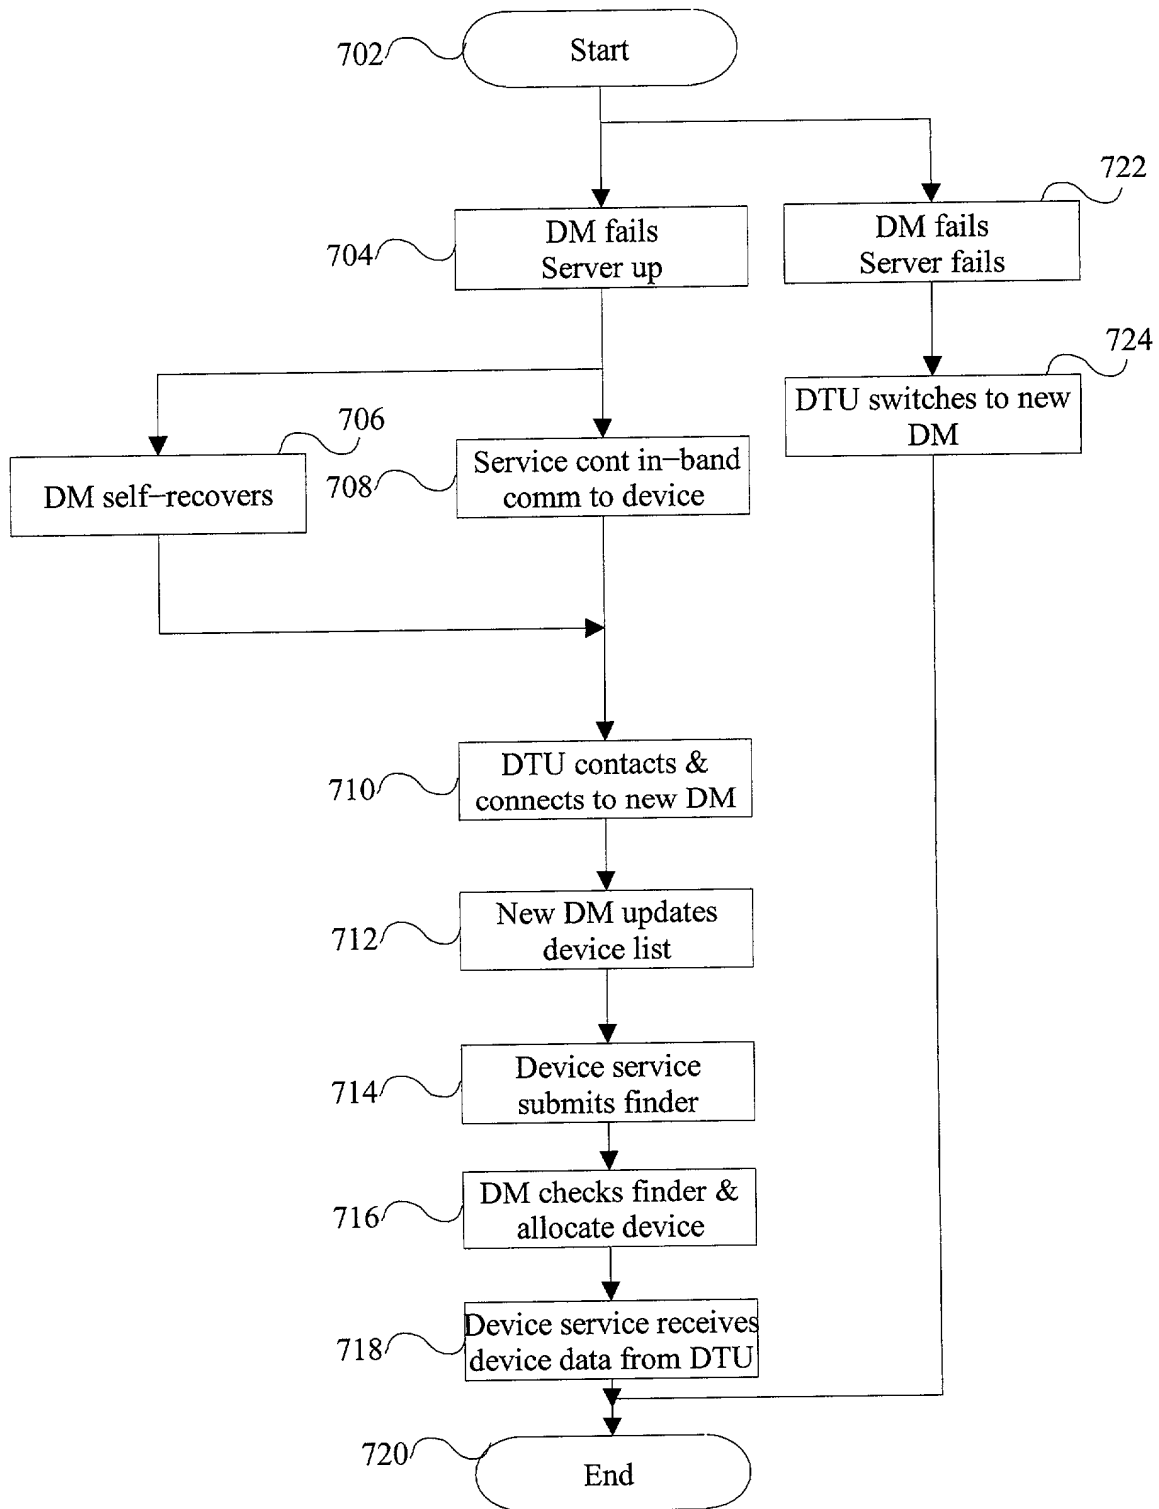 702
Start
704
DM fails
Server up
722
DM fails
Server fails
724
DTU switches to new
DM
706
DM self-recovers
708
Service cont in-band
comm to device
710
DTU contacts &
connects to new DM
712
New DM updates
device list
714
Device service
submits finder
716
DM checks finder &
allocate device
718
Device service receives
device data from DTU
720
End